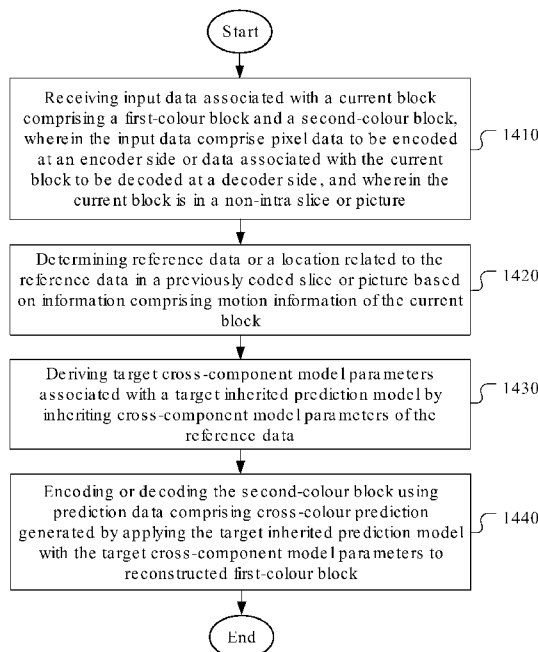 Start
Receiving input data associated with a current block
comprising a first-colour block and a second-colour block,
wherein the input data comprise pixel data to be encoded
at an encoder side or data associated with the current
block to be decoded at a decoder side, and wherein the
current block is in a non-intra slice or picture
1410
Determining reference data or a location related to the
reference data in a previously coded slice or picture based
on information comprising motion information of the current
block
1420
Deriving target cross-component model parameters
associated with a target inherited prediction model by
inheriting cross-component model parameters of the
reference data
1430
Encoding or decoding the second-colour block using
prediction data comprising cross-colour prediction
generated by applying the target inherited prediction model
with the target cross-component model parameters to
reconstructed first-colour block
1440
End